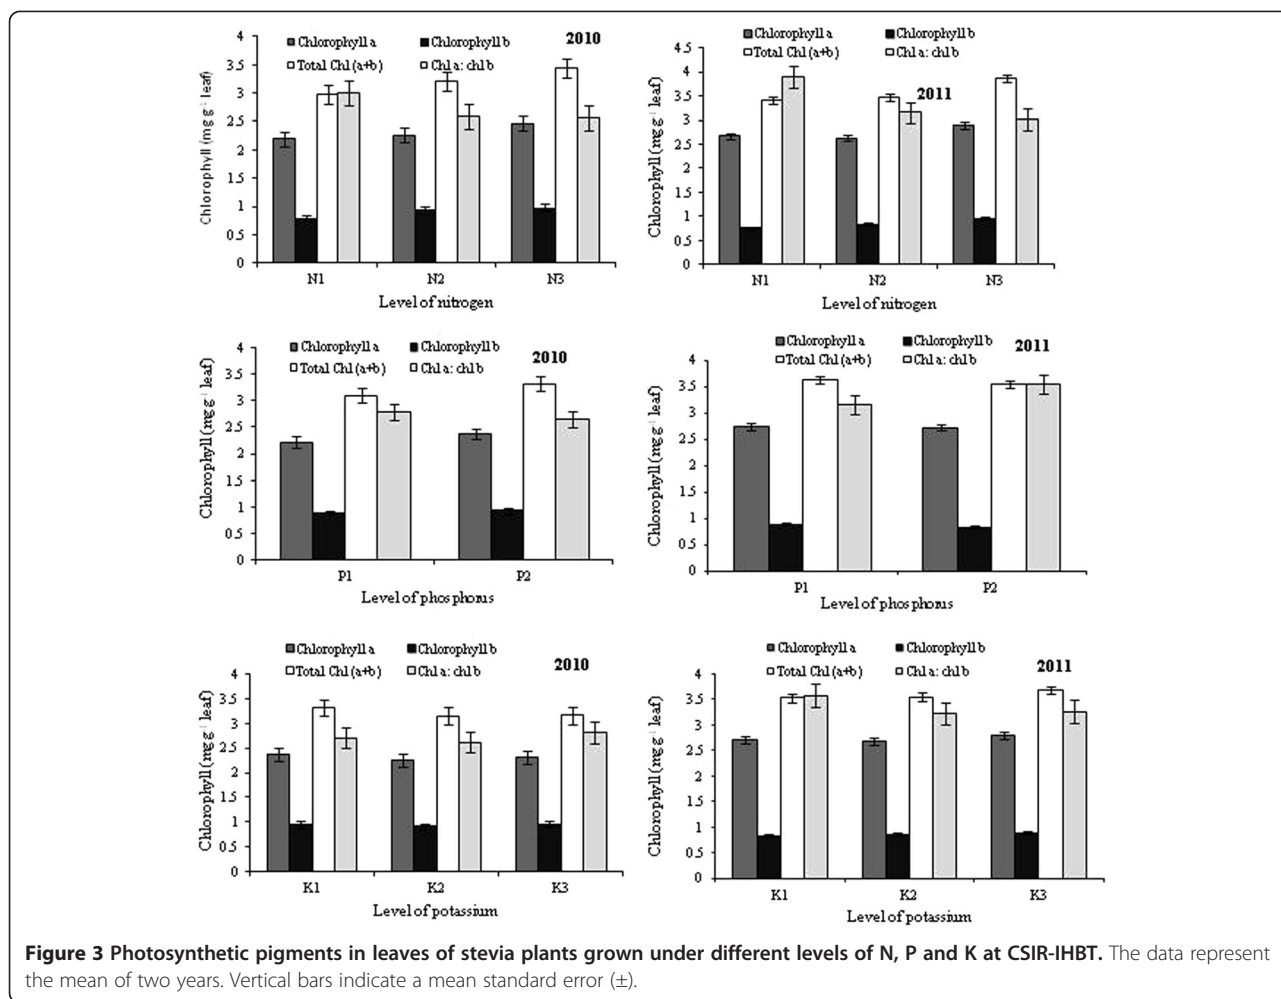 Chlorophyll a Chlorophyll b 2010
Total Chl (a+b) Chl a: chl b
Chlorophyll (mg g-1 leaf)
4
3.5
3
2.5
2
1.5
1
0.5
0
N1 N2 N3
Level of nitrogen
Chlorophyll a Chlorophyll b
Total Chl (a+b) Chl a: chl b
2011
Chlorophyll (mg g-1 leaf)
4.5
4
3.5
3
2.5
2
1.5
1
0.5
0
N1 N2 N3
Level of nitrogen
Chlorophyll a Chlorophyll b
Total Chl (a+b) Chl a: chl b
2010
Chlorophyll (mg g-1 leaf)
4
3.5
3
2.5
2
1.5
1
0.5
0
P1 P2
Level of phosphorus
Chlorophyll a Chlorophyll b 2011
Total Chl (a+b) Chl a: chl b
Chlorophyll (mg g-1 leaf)
4
3.5
3
2.5
2
1.5
1
0.5
0
P1 P2
Level of phosphorus
Chlorophyll a Chlorophyll b
Total Chl (a+b) Chl a: chl b 2010
Chlorophyll (mg g-1 leaf)
4
3.5
3
2.5
2
1.5
1
0.5
0
K1 K2 K3
Level of potassium
Chlorophyll a Chlorophyll b
Total Chl (a+b) Chl a: chl b 2011
Chlorophyll (mg g-1 leaf)
4
3.5
3
2.5
2
1.5
1
0.5
0
K1 K2 K3
Level of potassium
Figure 3 Photosynthetic pigments in leaves of stevia plants grown under different levels of N, P and K at CSIR-IHBT. The data represent
the mean of two years. Vertical bars indicate a mean standard error (±).